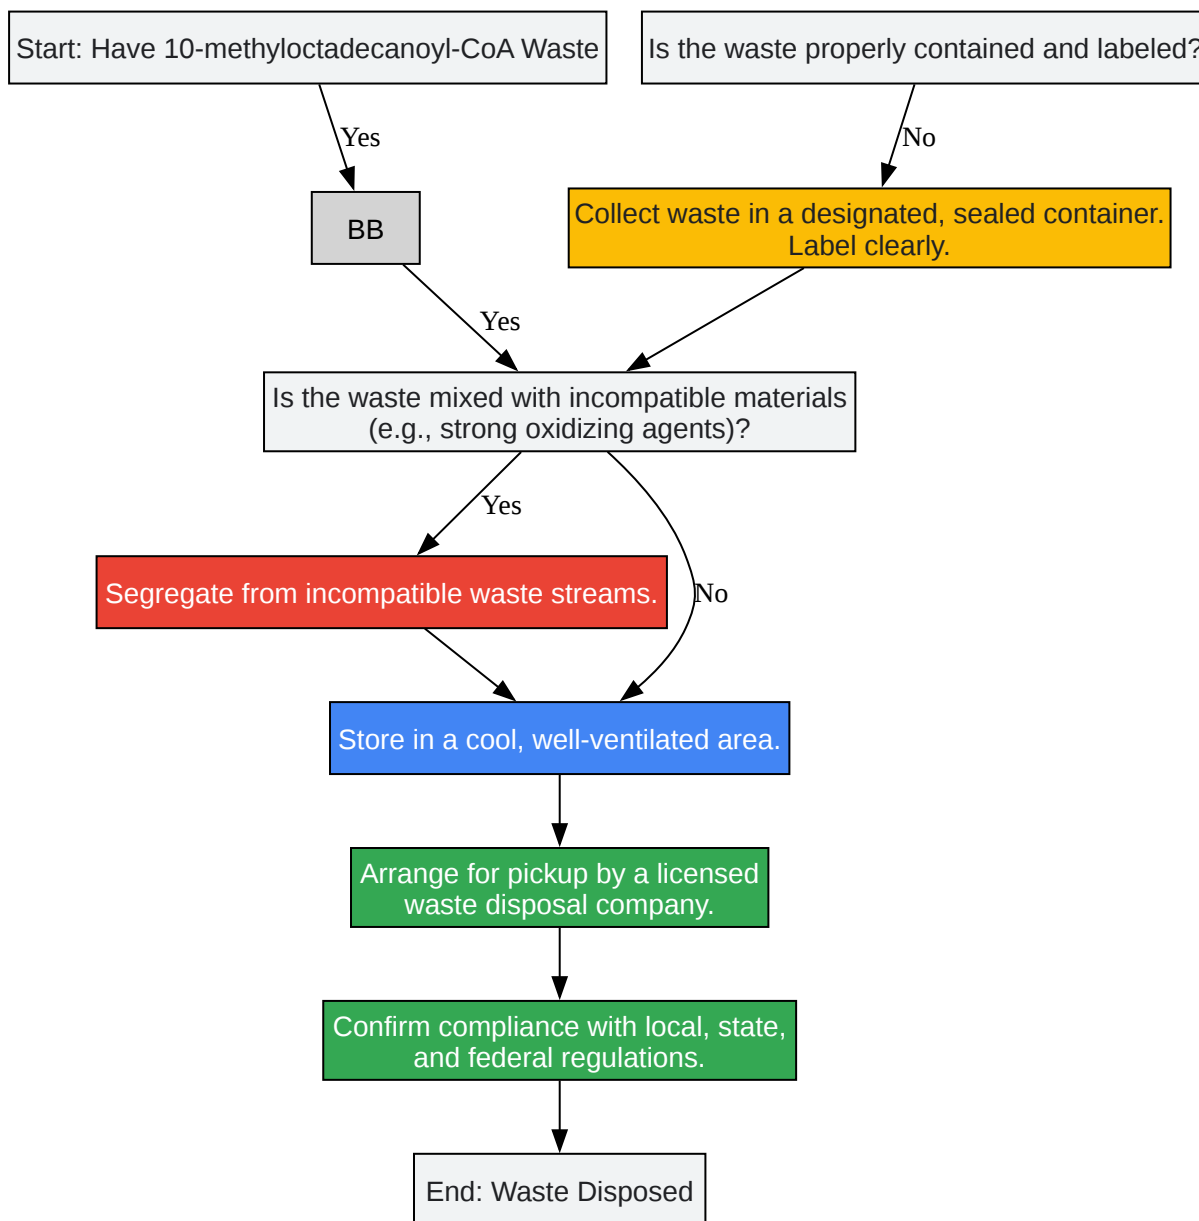 Start: Have 10-methyloctadecanoyl-CoA Waste
Is the waste properly contained and labeled?
Yes
No
BB
Collect waste in a designated, sealed container.
Label clearly.
Yes
Is the waste mixed with incompatible materials
(e.g., strong oxidizing agents)?
Yes
Segregate from incompatible waste streams.
No
Store in a cool, well-ventilated area.
Arrange for pickup by a licensed
waste disposal company.
Confirm compliance with local, state,
and federal regulations.
End: Waste Disposed